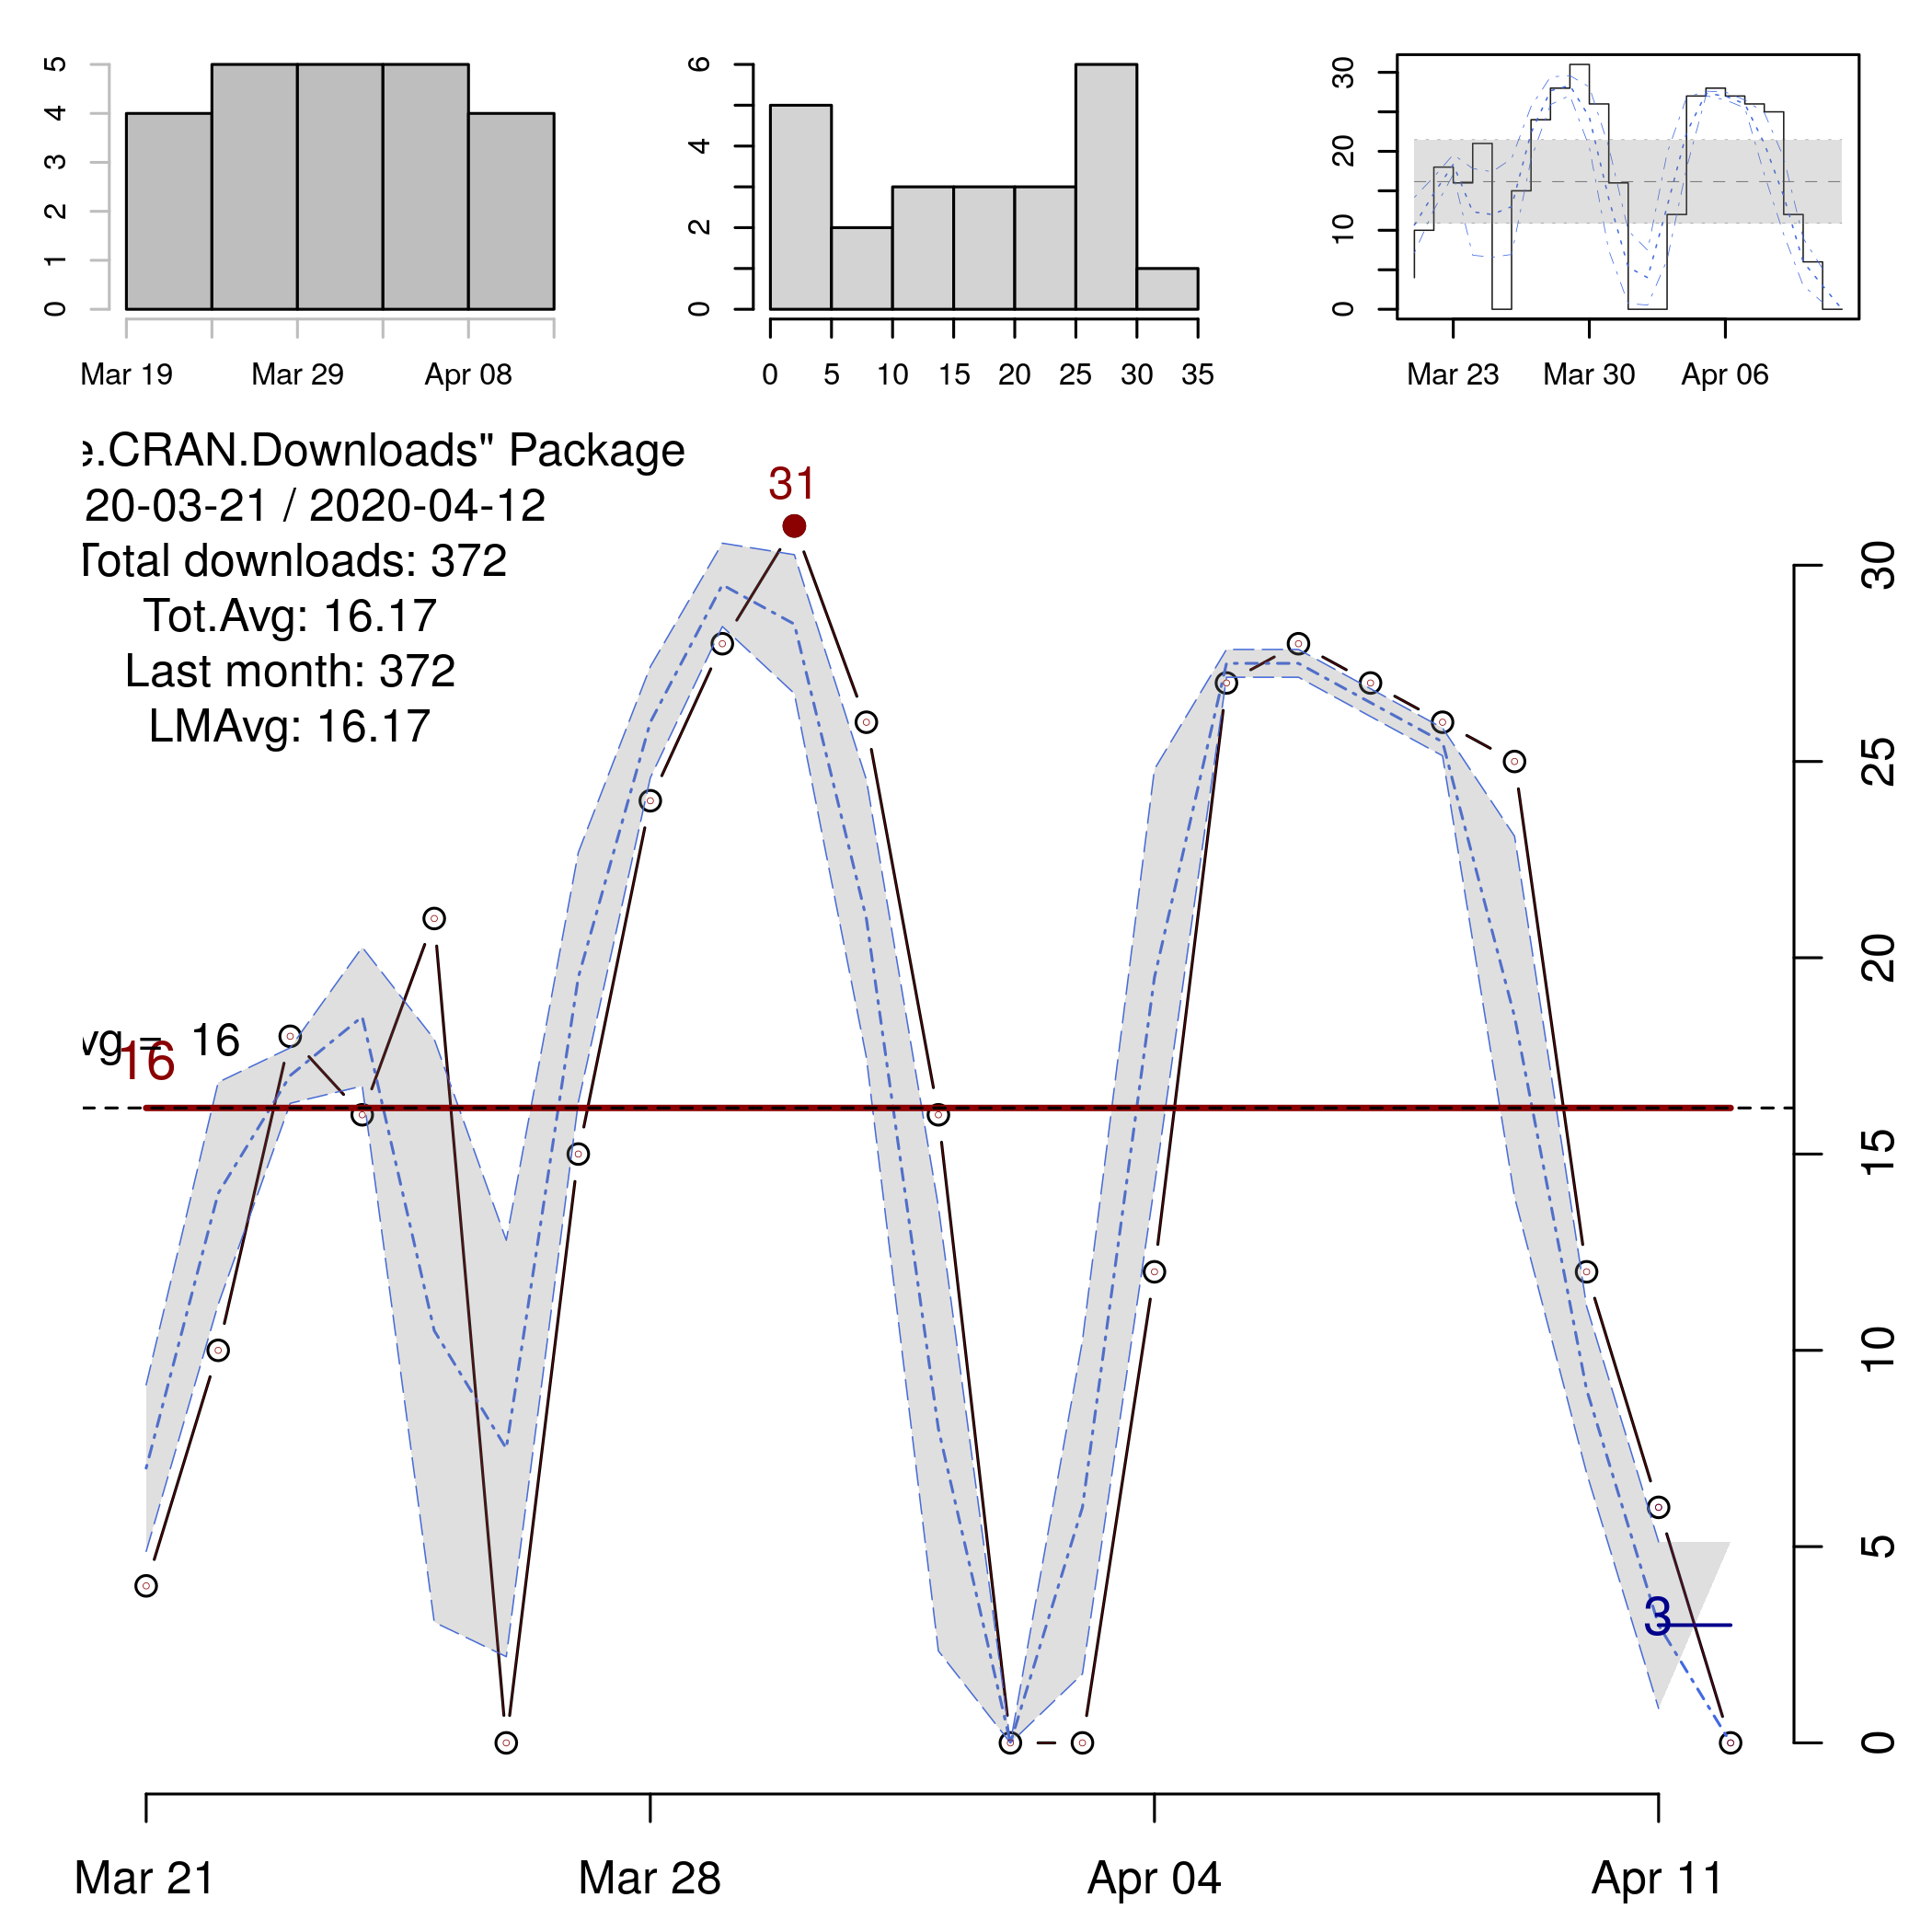 5
4
3
2
1
0
Mar 19 Mar 29 Apr 08
6
4
2
0
0 5 10 15 20 25 30 35
30
20
10
0
Mar 23 Mar 30 Apr 06
e.CRAN.Downloads" Package
20-03-21 / 2020-04-12
Total downloads: 372
Tot.Avg: 16.17
Last month: 372
LMAvg: 16.17
31
vg = 16
16
3
30
25
20
15
10
5
0
Mar 21 Mar 28 Apr 04 Apr 11